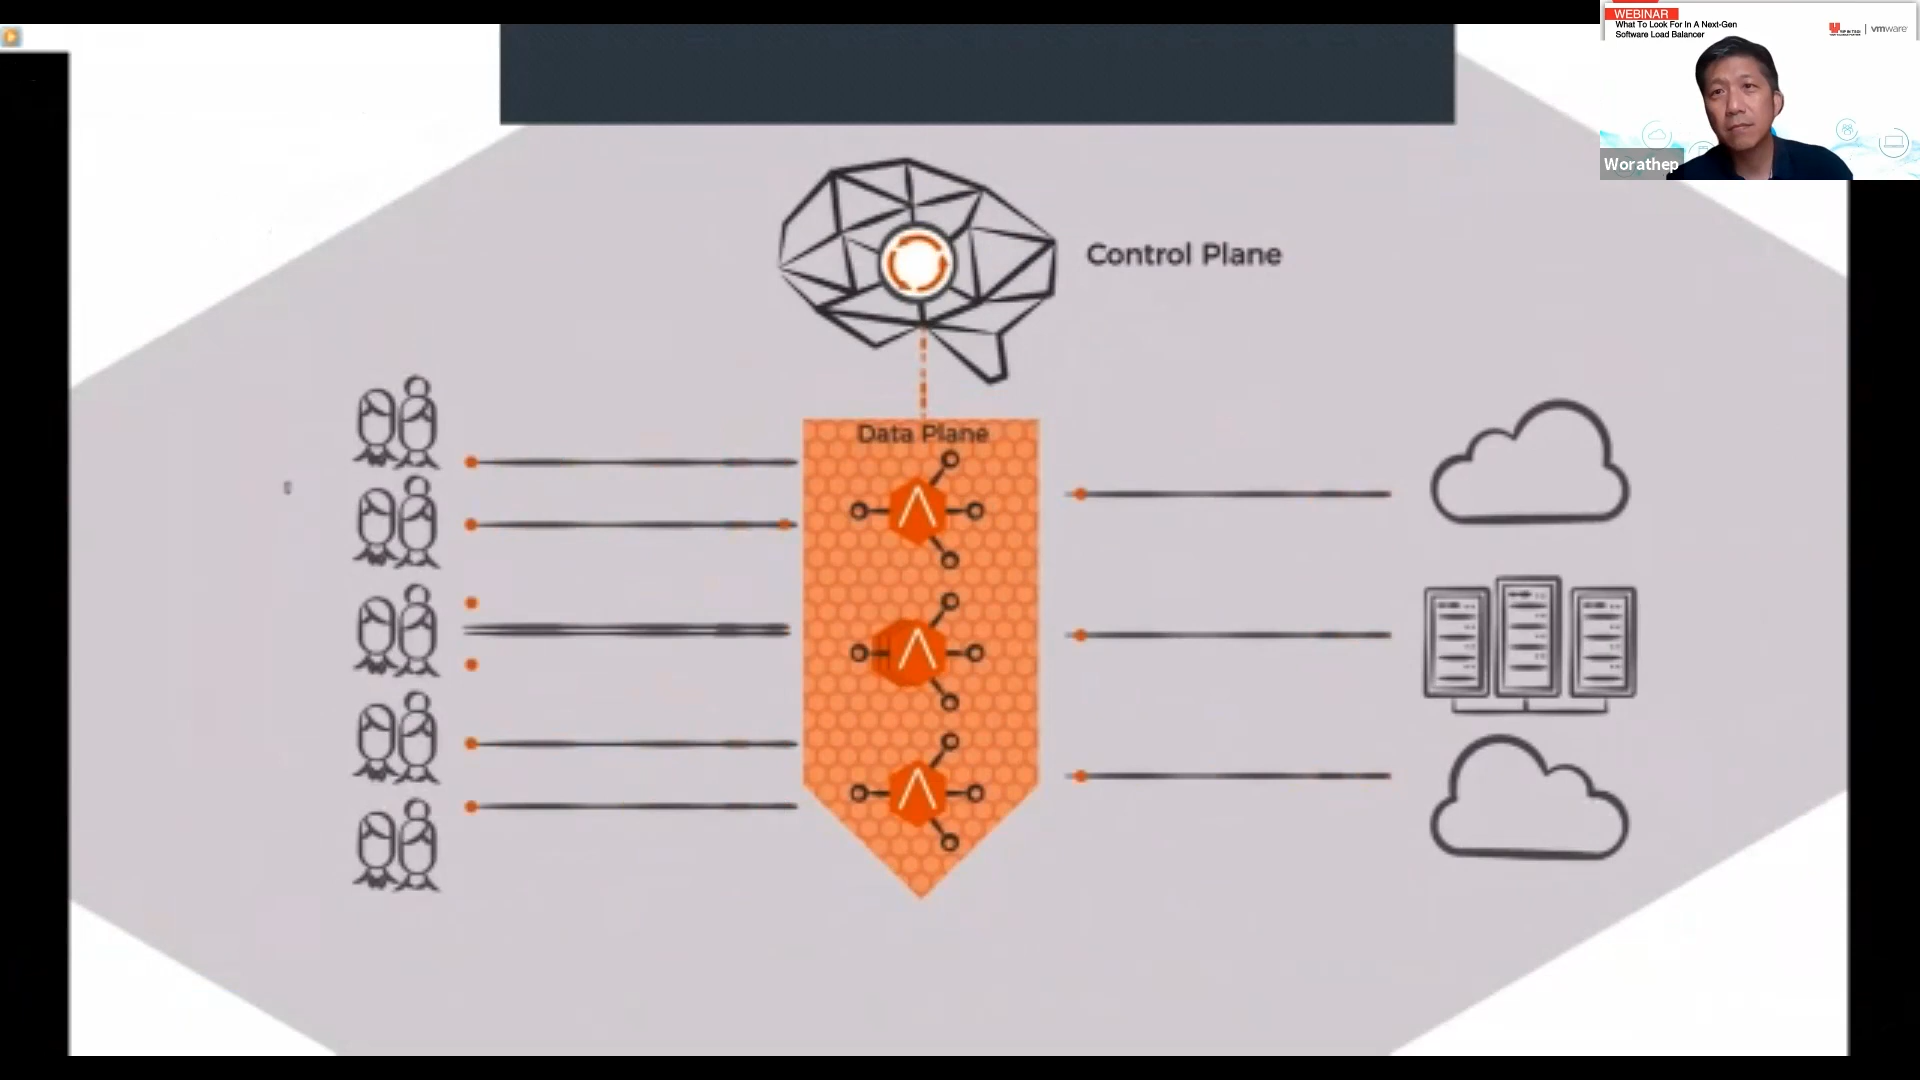 WEBINAR
What To Look For In A Next-Gen
Software Load Balancer
vmware
Worathep
Control Plane
Data Plane